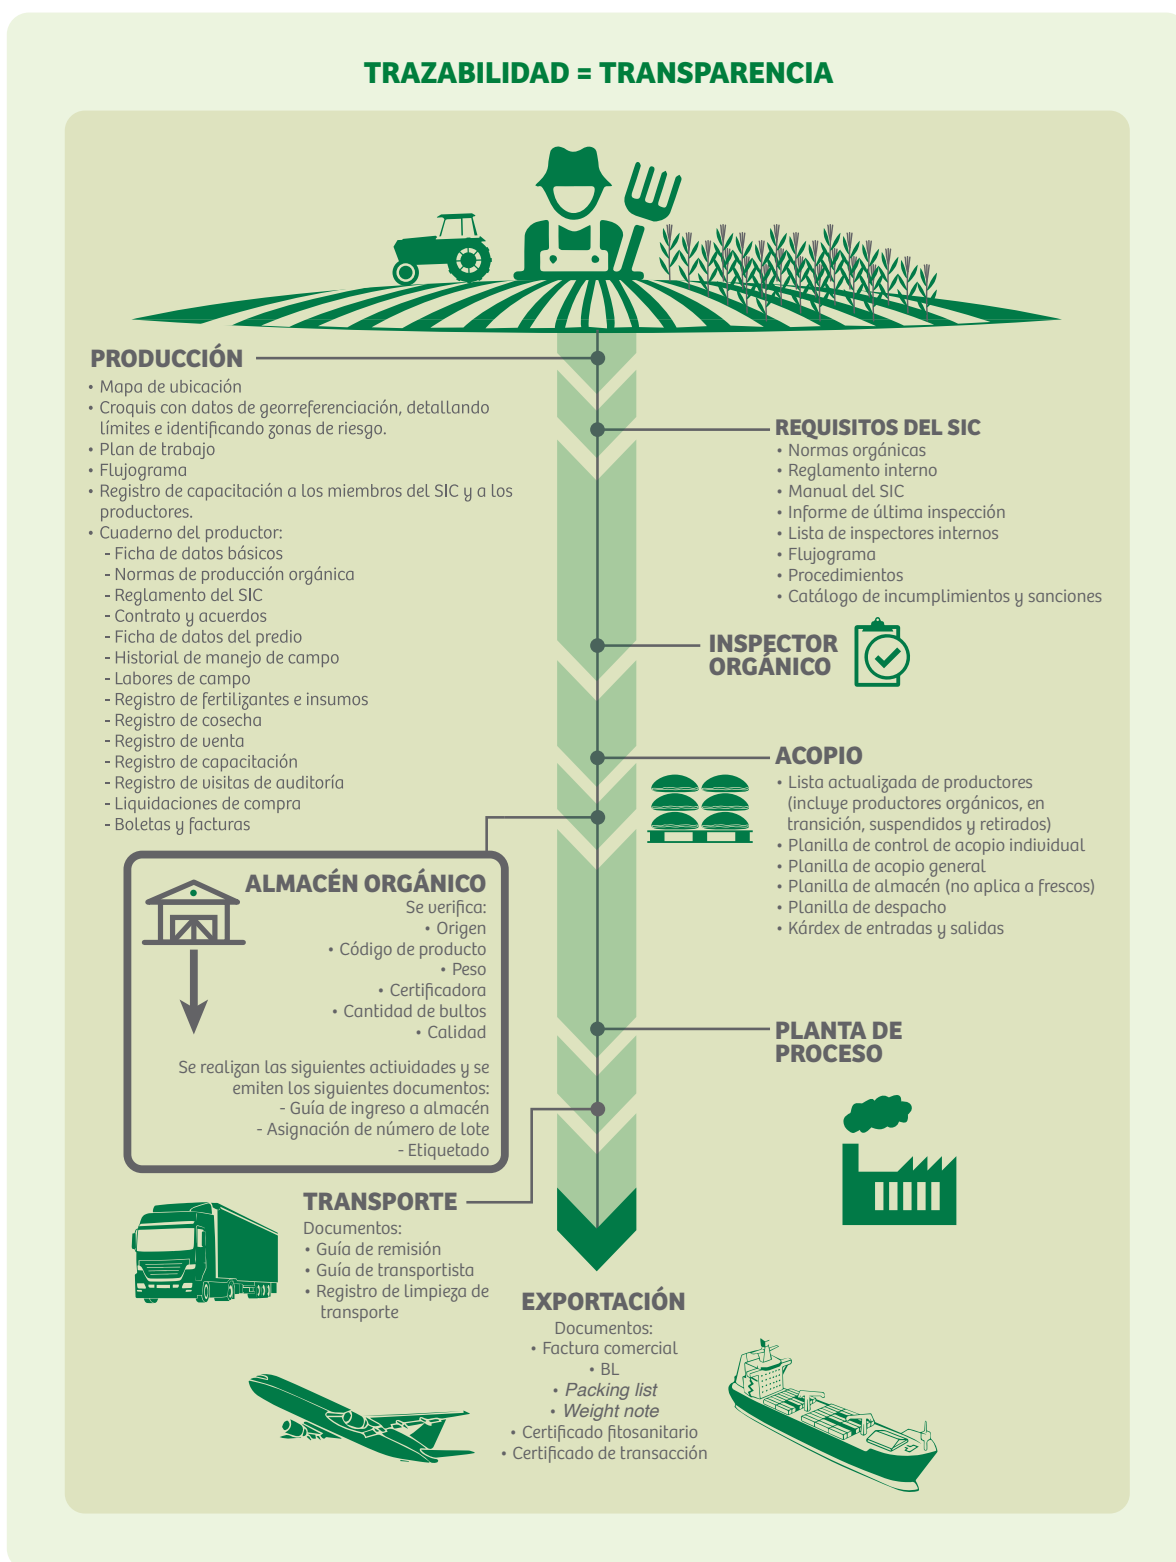 TRAZABILIDAD = TRANSPARENCIA
PRODUCCIÓN
• Mapa de ubicación
• Croquis con datos de georreferenciación, detallando
límites e identificando zonas de riesgo.
• Plan de trabajo
• Flujograma
• Registro de capacitación a los miembros del SIC y a los
productores.
• Cuaderno del productor:
- Ficha de datos básicos
- Normas de producción orgánica
- Reglamento del SIC
- Contrato y acuerdos
- Ficha de datos del predio
- Historial de manejo de campo
- Labores de campo
- Registro de fertilizantes e insumos
- Registro de cosecha
- Registro de venta
- Registro de capacitación
- Registro de visitas de auditoría
- Liquidaciones de compra
- Boletas y facturas
REQUISITOS DEL SIC
• Normas orgánicas
• Reglamento interno
• Manual del SIC
• Informe de última inspección
• Lista de inspectores internos
• Flujograma
• Procedimientos
• Catálogo de incumplimientos y sanciones
INSPECTOR
ORGÁNICO
ACOPIO
• Lista actualizada de productores
(incluye productores orgánicos, en
transición, suspendidos y retirados)
• Planilla de control de acopio individual
• Planilla de acopio general
• Planilla de almacén (no aplica a frescos)
• Planilla de despacho
• Kárdex de entradas y salidas
ALMACÉN ORGÁNICO
Se verifica:
• Origen
• Código de producto
• Peso
• Certificadora
• Cantidad de bultos
• Calidad
Se realizan las siguientes actividades y se
emiten los siguientes documentos:
- Guía de ingreso a almacén
- Asignación de número de lote
- Etiquetado
PLANTA DE
PROCESO
TRANSPORTE
Documentos:
• Guía de remisión
• Guía de transportista
• Registro de limpieza de
transporte
EXPORTACIÓN
Documentos:
• Factura comercial
• BL
• Packing list
• Weight note
• Certificado fitosanitario
• Certificado de transacción